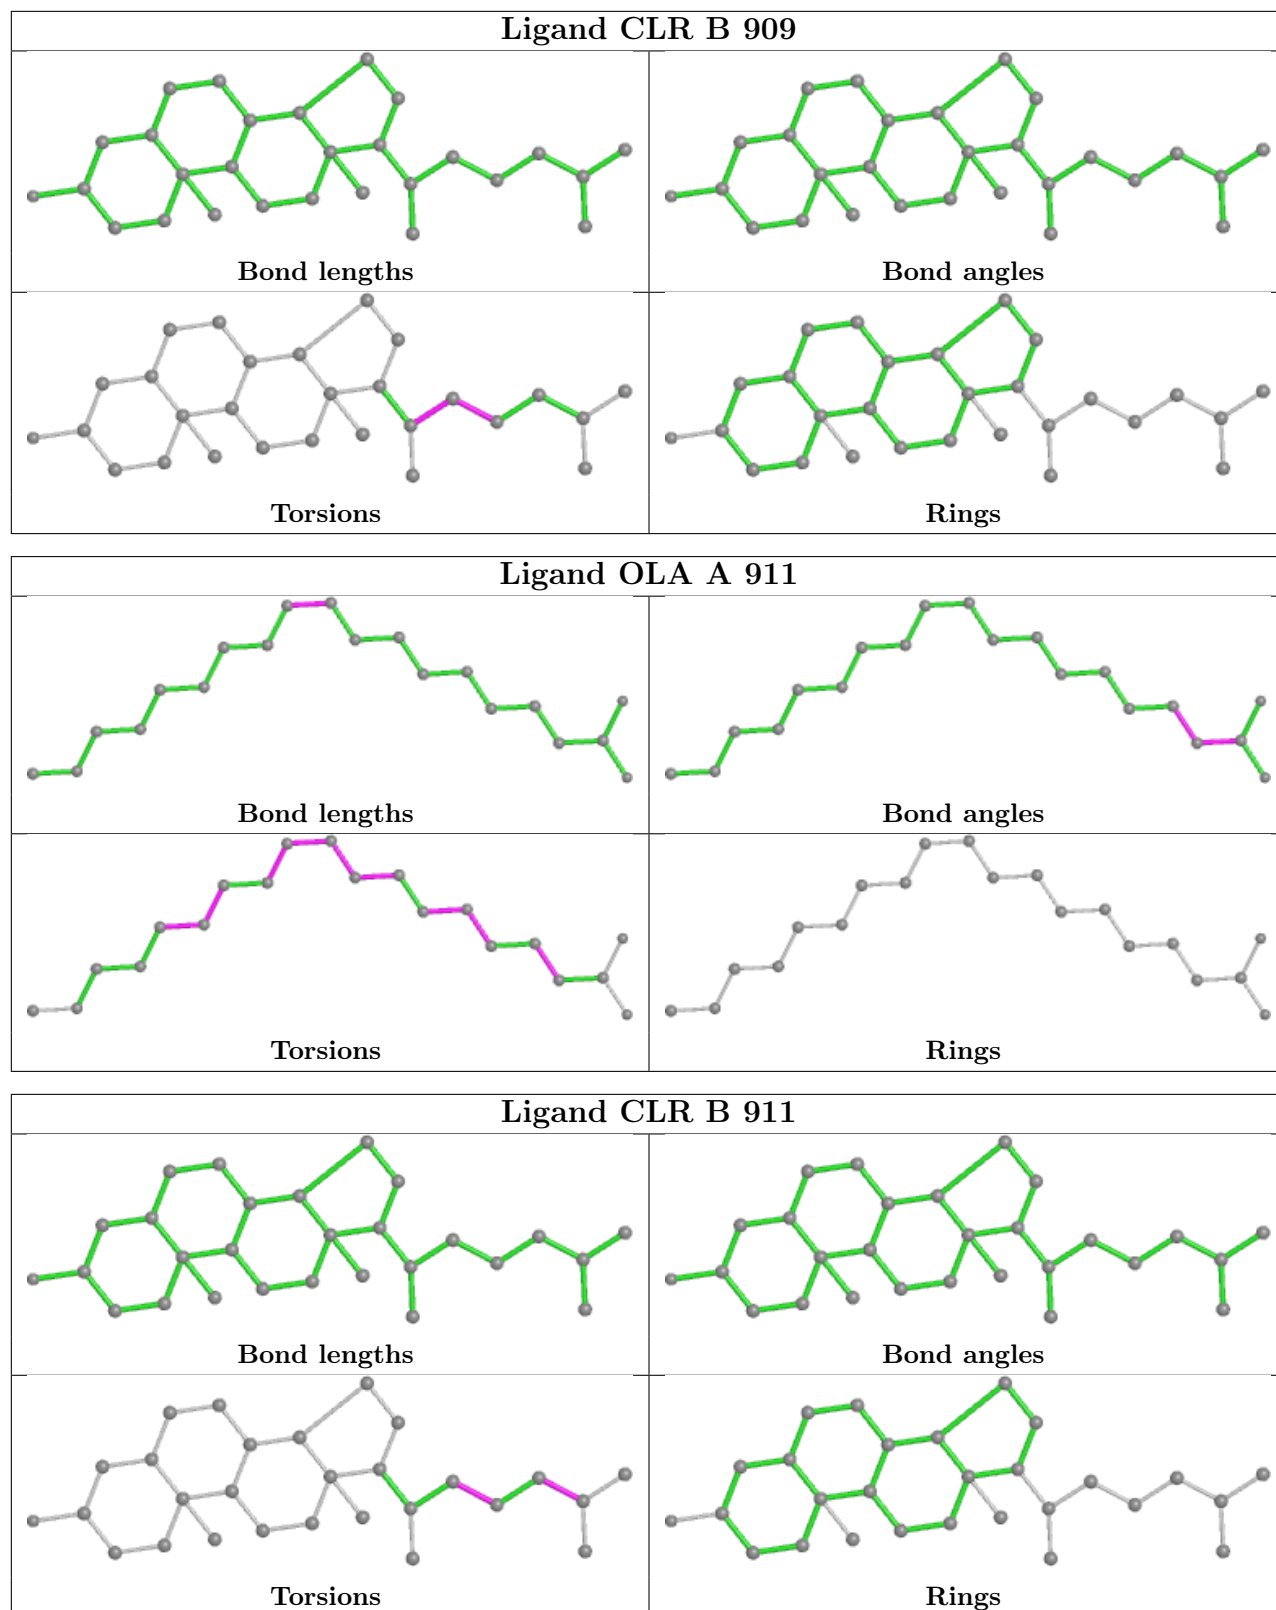 Ligand CLR B 909
Bond lengths
Bond angles
Torsions
Rings
Ligand OLA A 911
Bond lengths
Bond angles
Torsions
Rings
Ligand CLR B 911
Bond lengths
Bond angles
Torsions
Rings